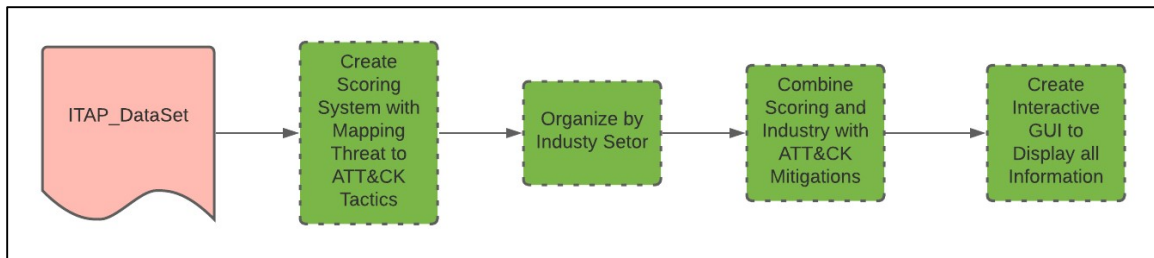 ITAP_DataSet
Create
Scoring
System with
Mapping
Threat to
ATT&CK
Tactics
Organize by
Industy Setor
Combine
Scoring and
Industry with
ATT&CK
Mitigations
Create
Interactive
GUI to
Display all
Information